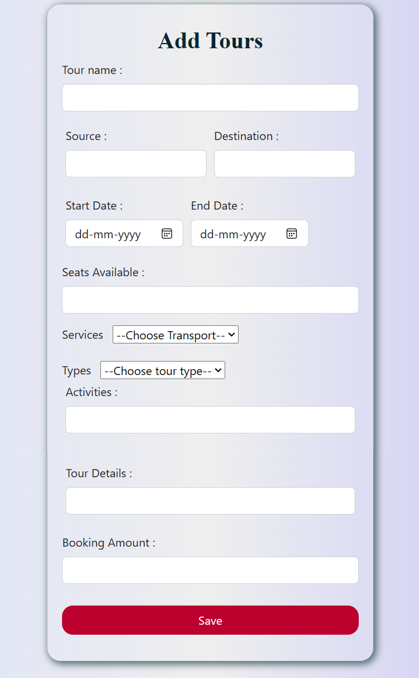 Add Tours
Tour name :
Source : Destination :
Start Date : End Date :
dd-mm-yyyy dd-mm-yyyy
Seats Available :
Services --Choose Transport--
Types --Choose tour type--
Activities :
Tour Details :
Booking Amount :
Save